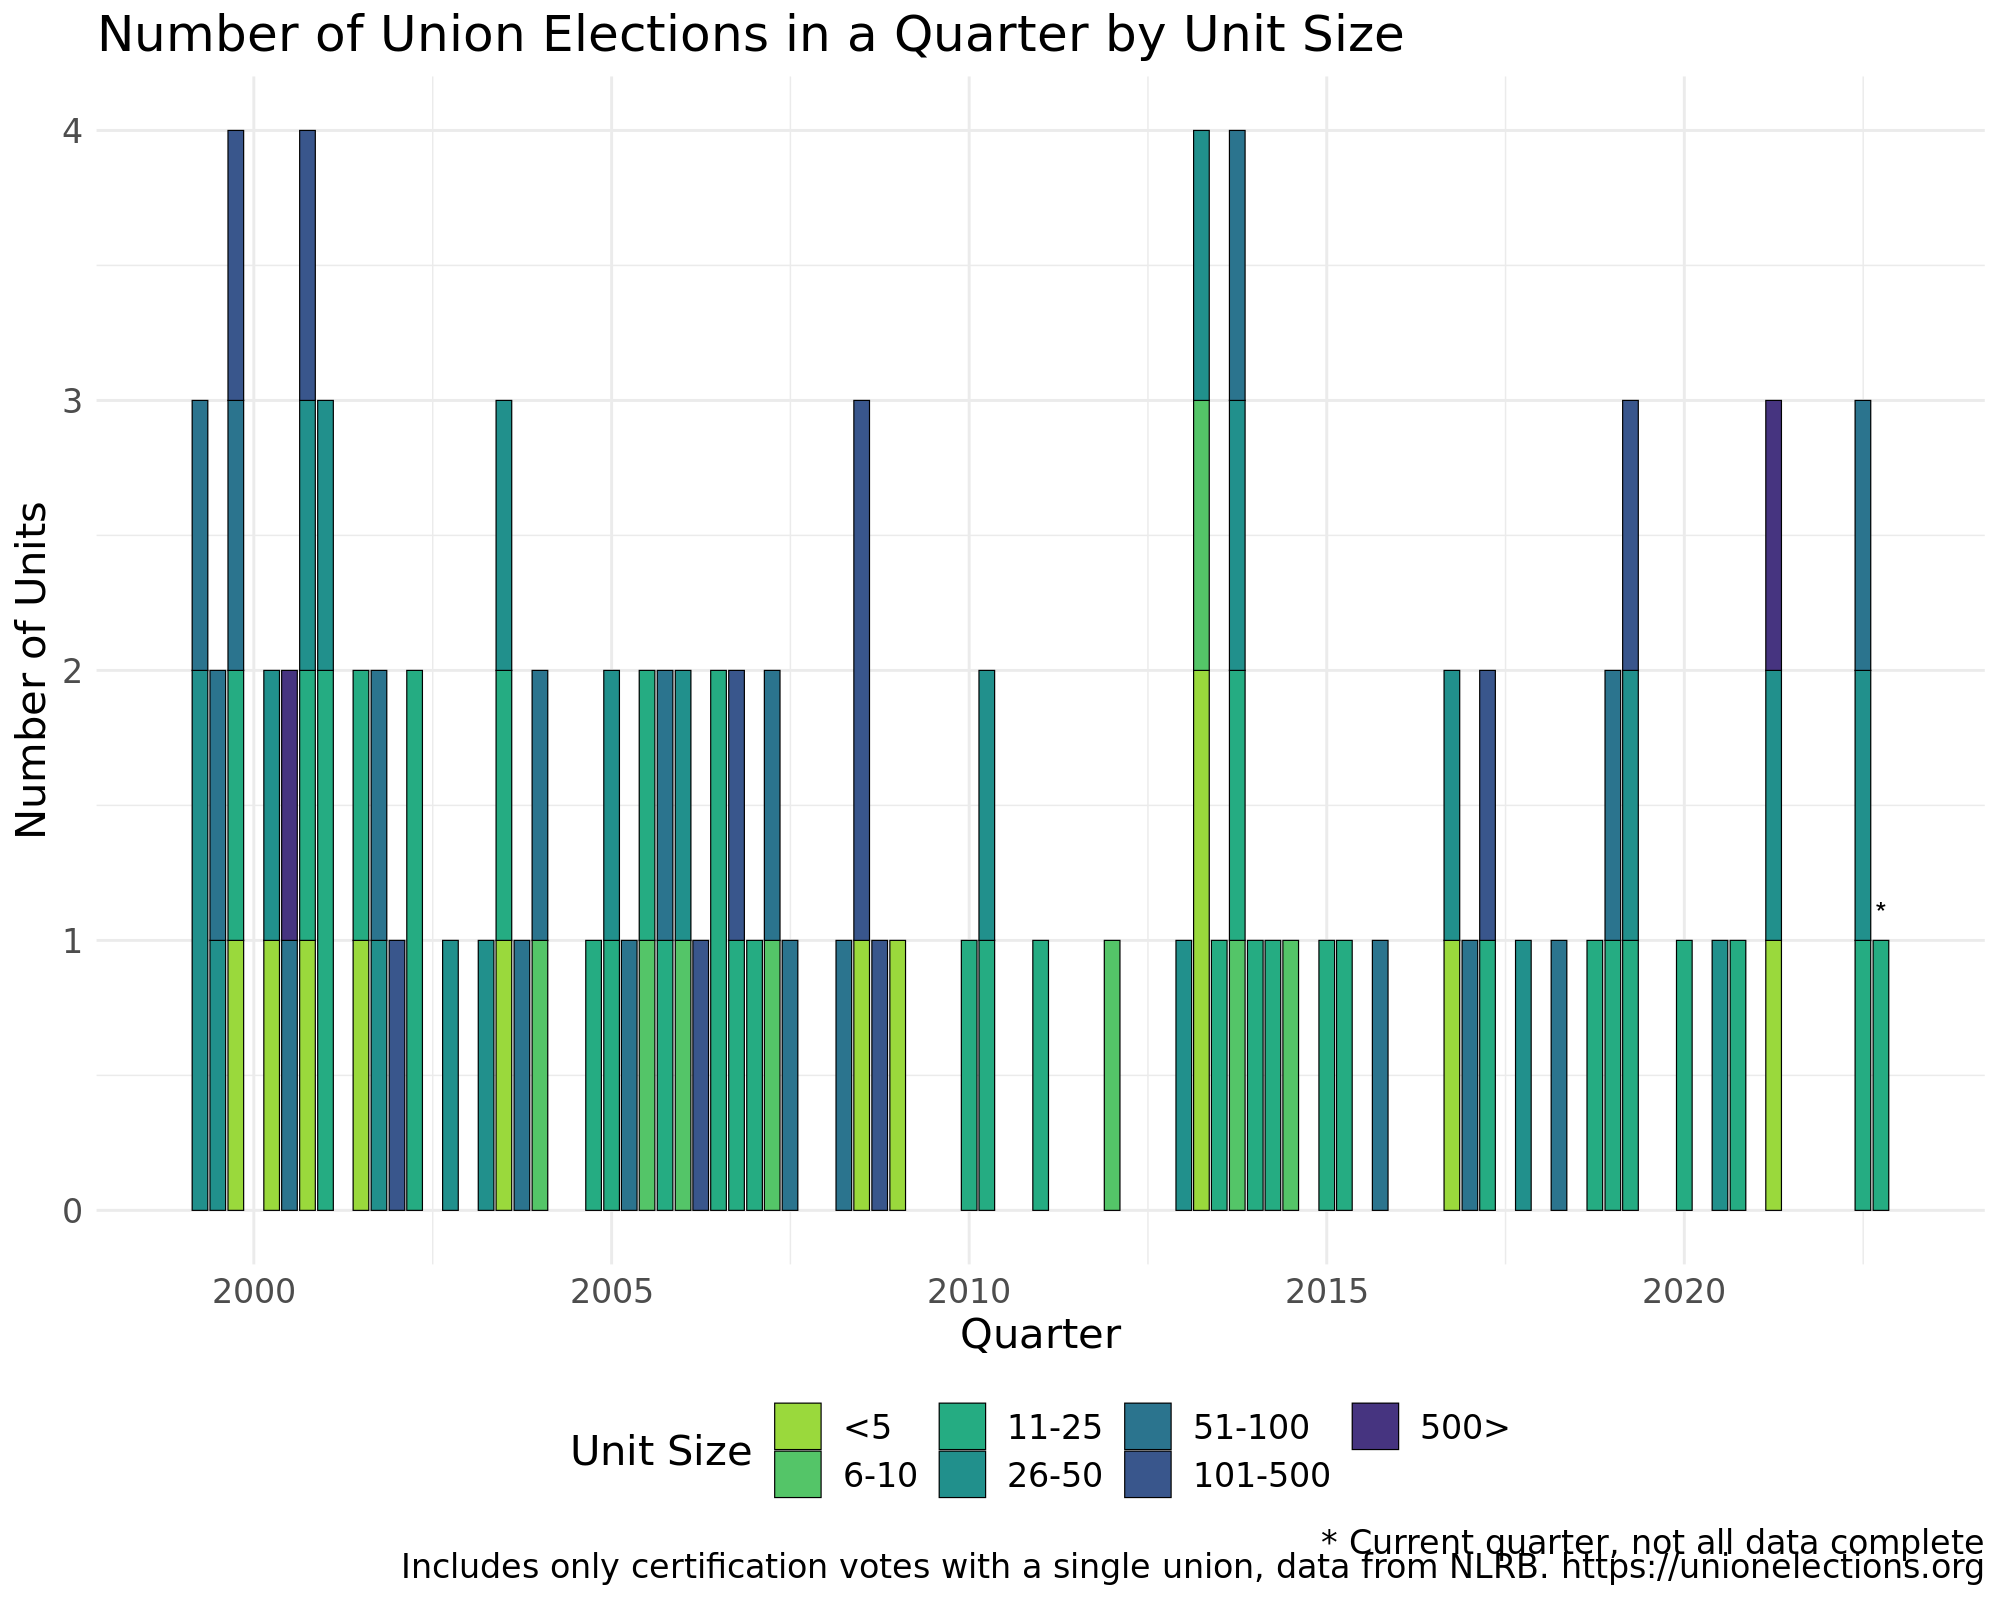 Number of Union Elections in a Quarter by Unit Size
Number of Units
4
3
2
1
0
*
2000 2005 2010 2015 2020
Quarter
Unit Size
<5 11-25 51-100 500>
6-10 26-50 101-500
* Current quarter, not all data complete
Includes only certification votes with a single union, data from NLRB. https://unionelections.org